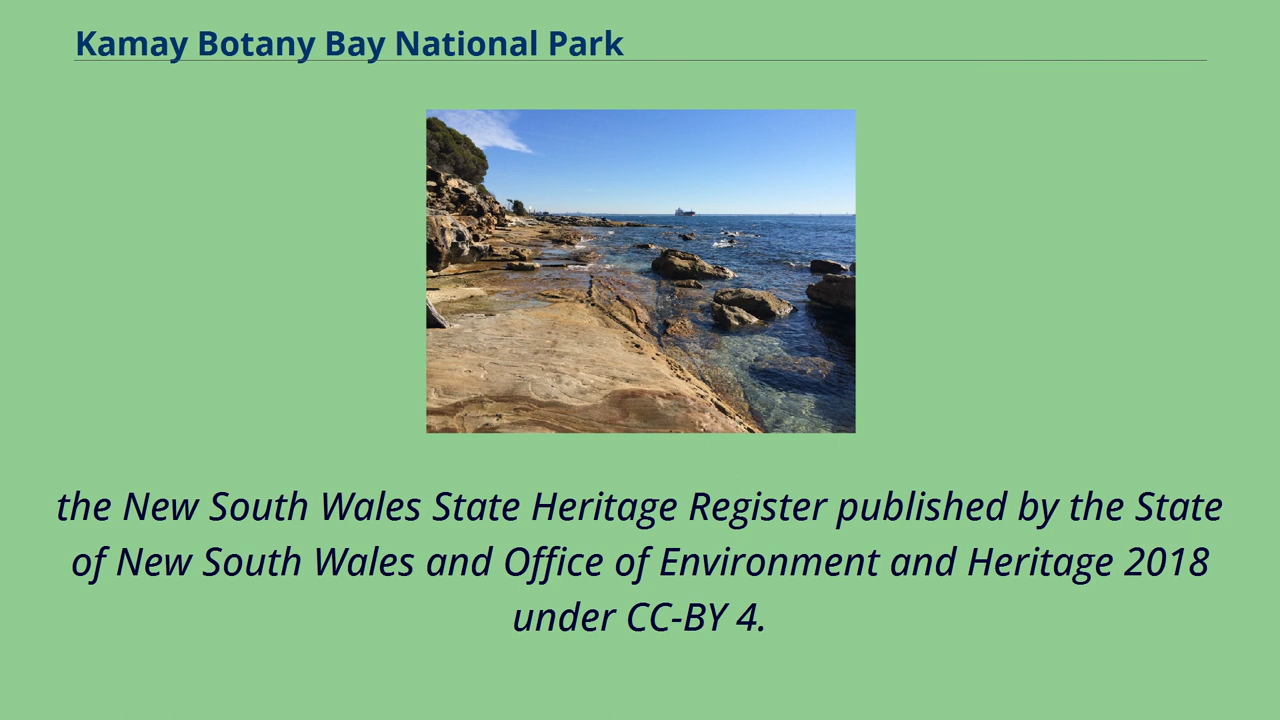 Kamay Botany Bay National Park
the New South Wales State Heritage Register published by the State
of New South Wales and Office of Environment and Heritage 2018
under CC-BY 4.